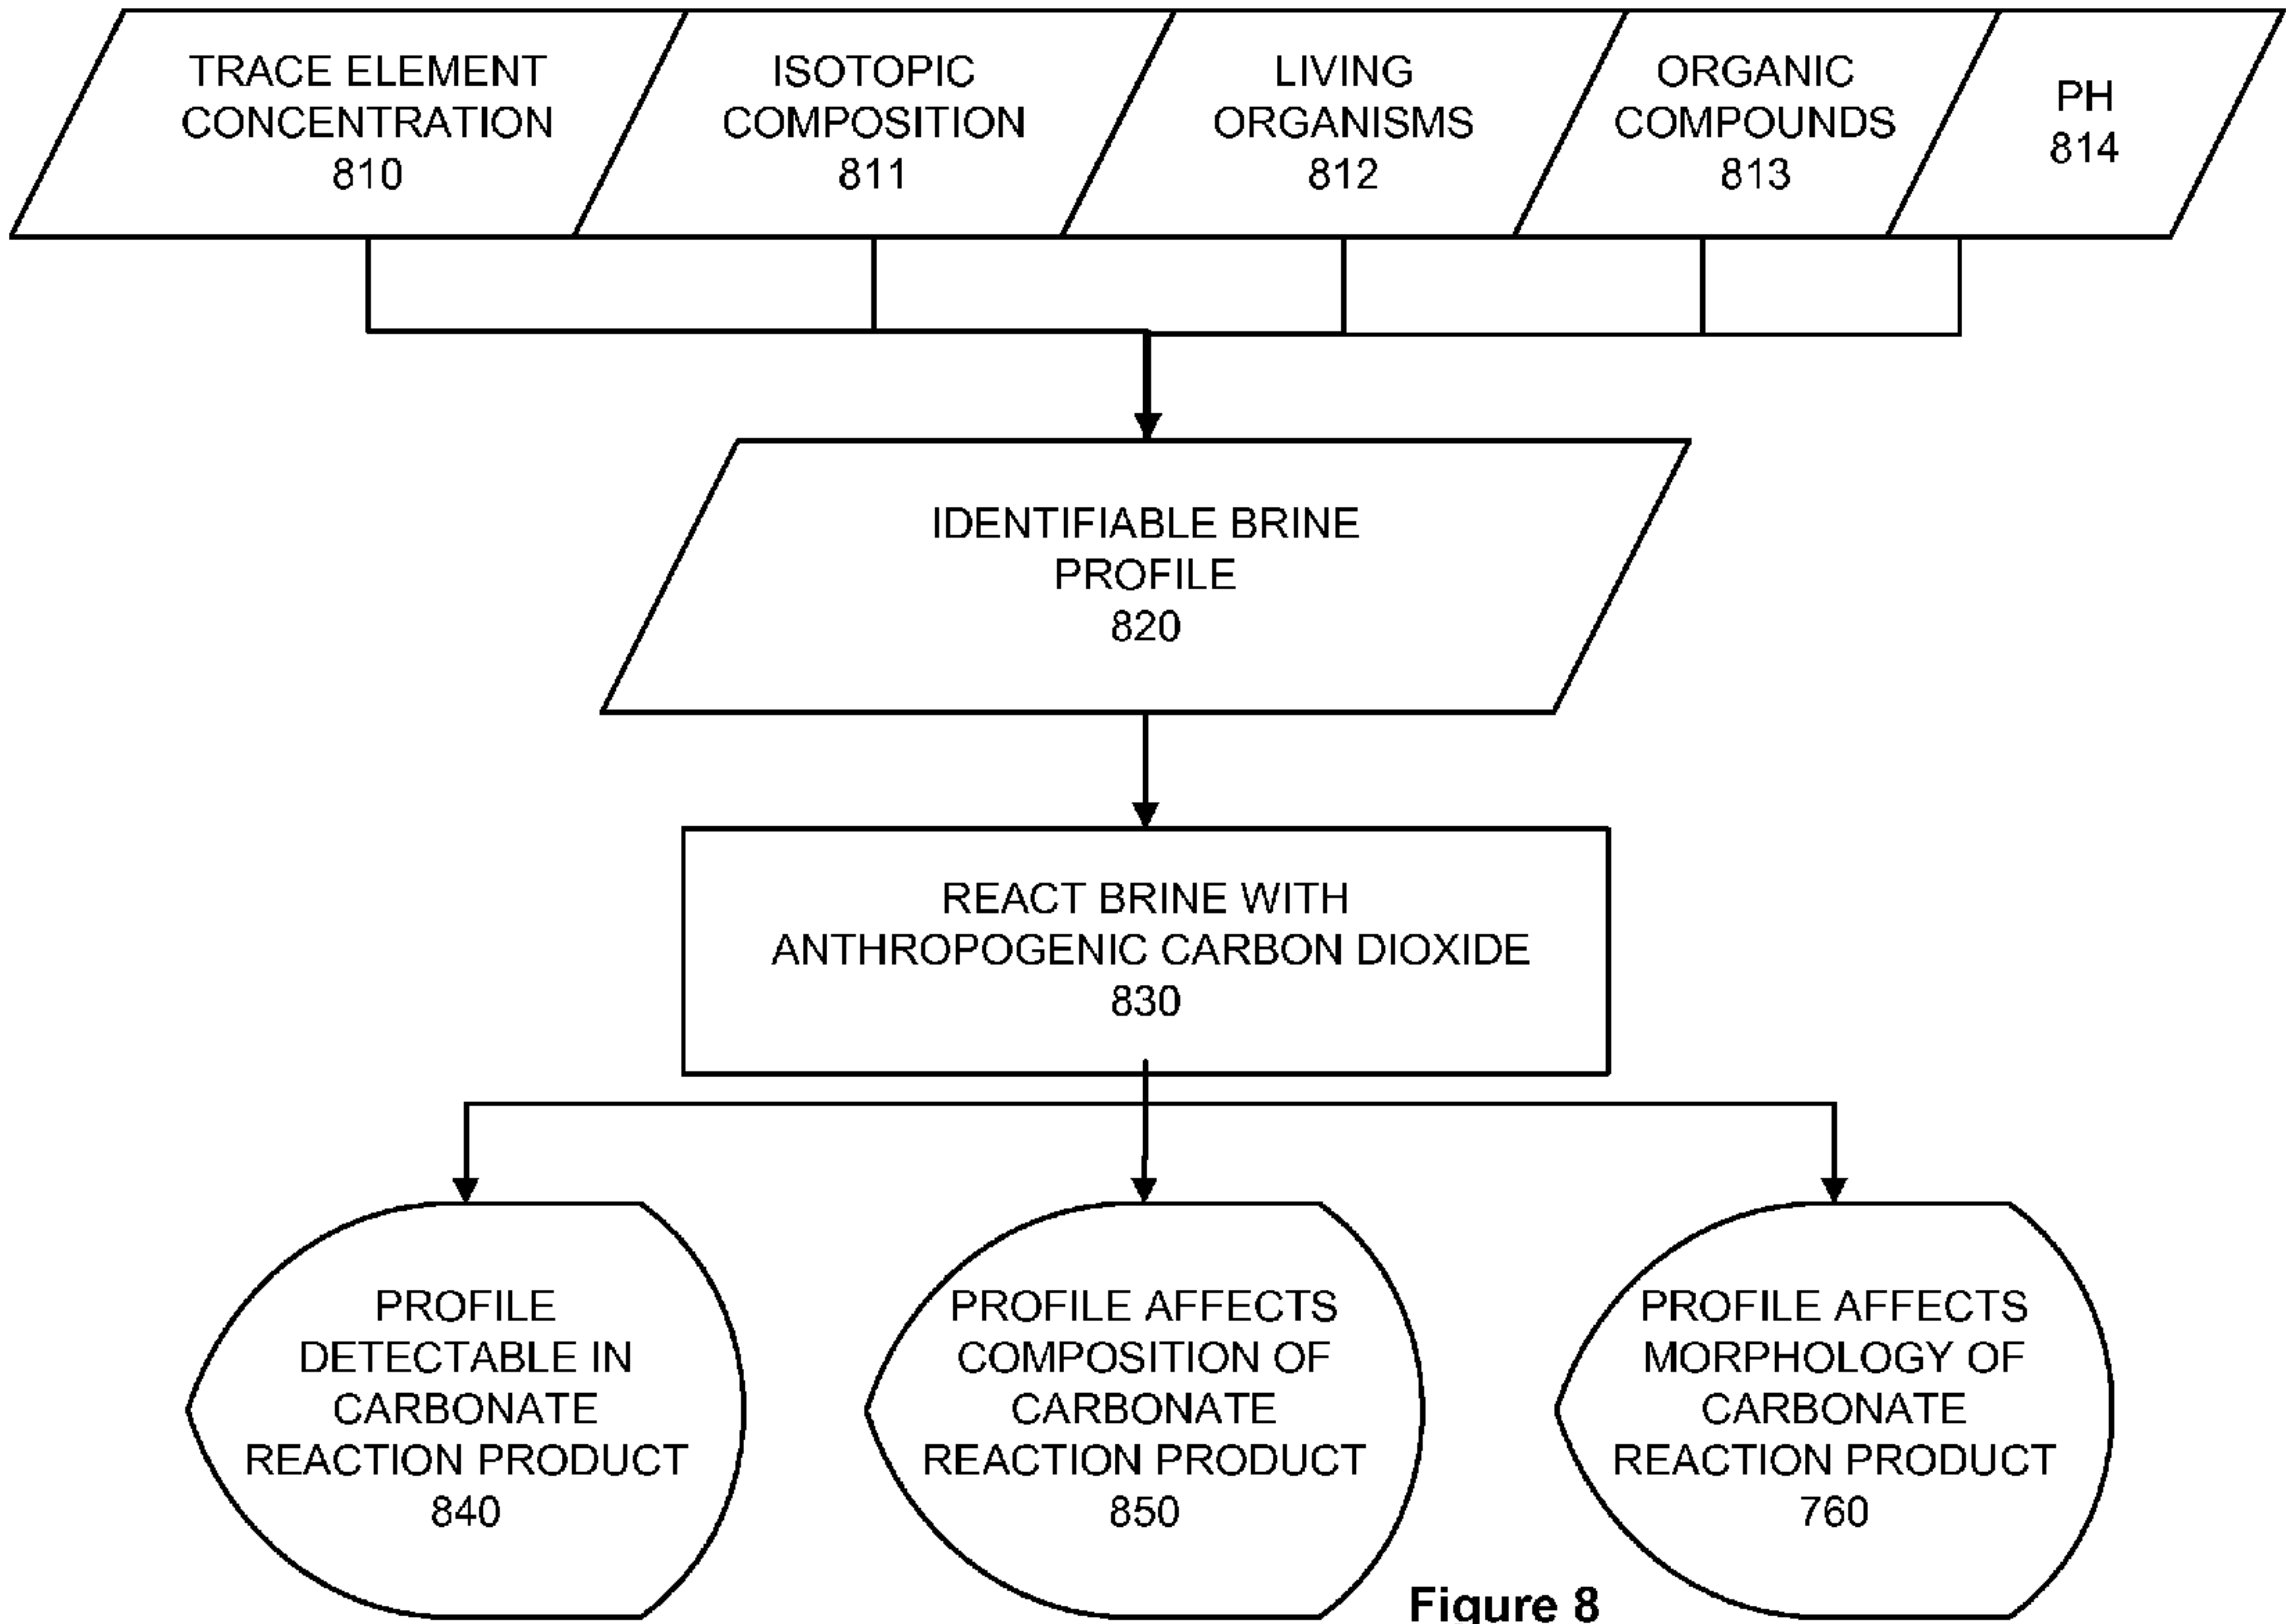 TRACE ELEMENT
CONCENTRATION
810
ISOTOPIC
COMPOSITION
811
LIVING
ORGANISMS
812
ORGANIC
COMPOUNDS
813
PH
814
IDENTIFIABLE BRINE
PROFILE
820
REACT BRINE WITH
ANTHROPOGENIC CARBON DIOXIDE
830
PROFILE
DETECTABLE IN
CARBONATE
REACTION PRODUCT
840
PROFILE AFFECTS
COMPOSITION OF
CARBONATE
REACTION PRODUCT
850
PROFILE AFFECTS
MORPHOLOGY OF
CARBONATE
REACTION PRODUCT
760
Figure 8